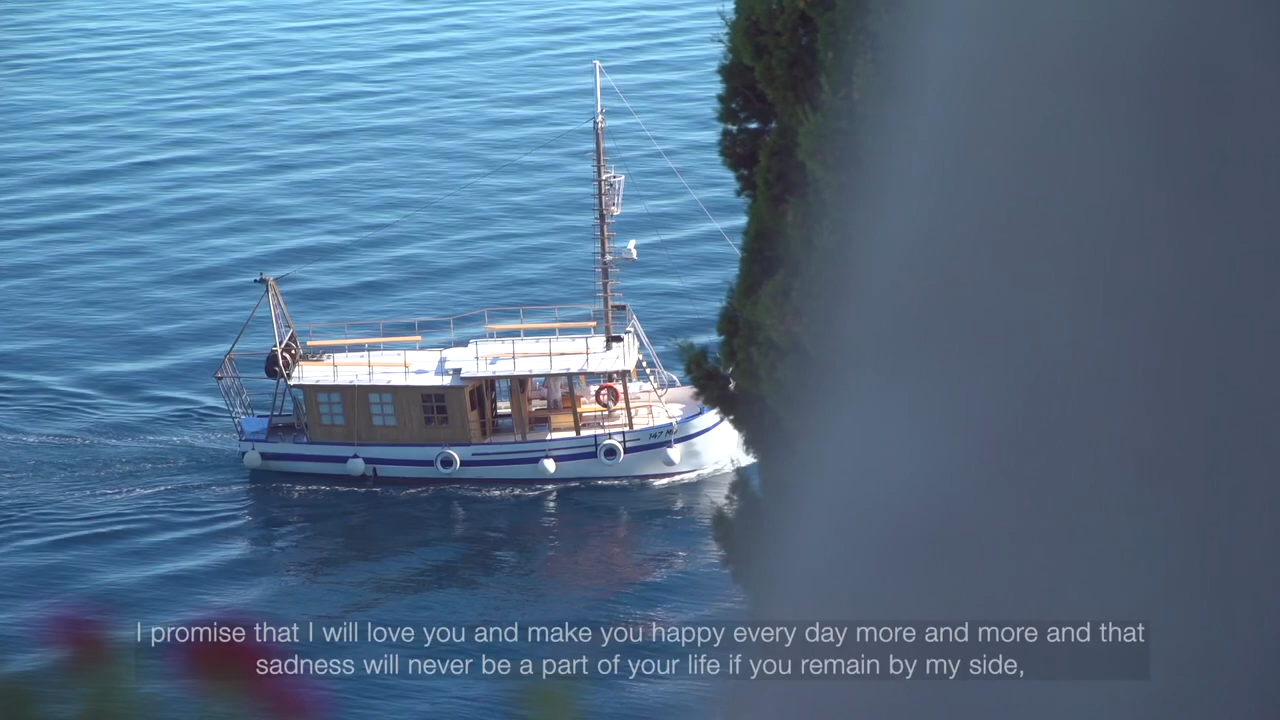 147 M
I promise that I will love you and make you happy every day more and more and that
sadness will never be a part of your life if you remain by my side,